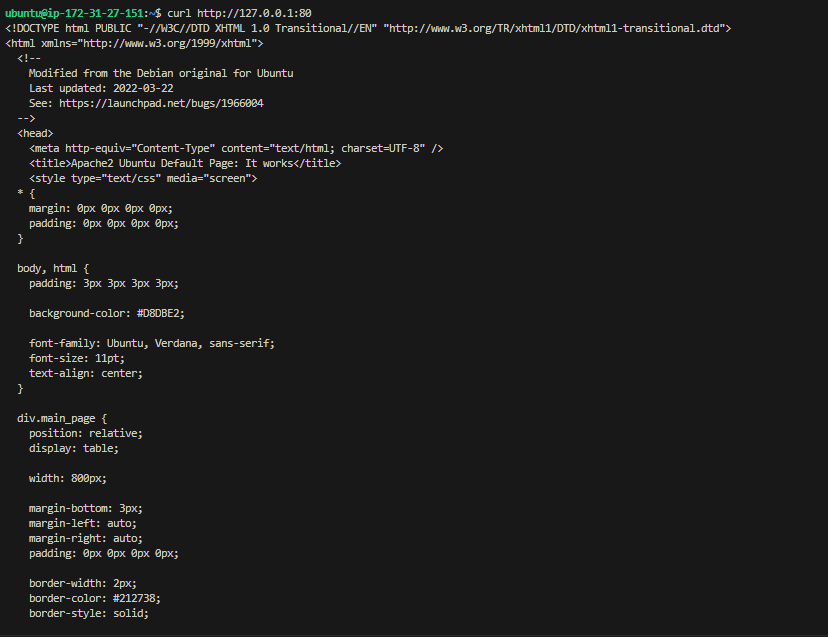 ubuntu@ip-172-31-27-151:~$ curl http://127.0.0.1:80
<!DOCTYPE html PUBLIC "-//W3C//DTD XHTML 1.0 Transitional//EN" "http://www.w3.org/TR/xhtml1/DTD/xhtml1-transitional.dtd">
<html xmlns="http://www.w3.org/1999/xhtml">
  <!--
    Modified from the Debian original for Ubuntu
    Last updated: 2022-03-22
    See: https://launchpad.net/bugs/1966004
  -->
  <head>
    <meta http-equiv="Content-Type" content="text/html; charset=UTF-8" />
    <title>Apache2 Ubuntu Default Page: It works</title>
    <style type="text/css" media="screen">
  * {
    margin: 0px 0px 0px 0px;
    padding: 0px 0px 0px 0px;
  }

  body, html {
    padding: 3px 3px 3px 3px;

    background-color: #D8DBE2;

    font-family: Ubuntu, Verdana, sans-serif;
    font-size: 11pt;
    text-align: center;
  }

  div.main_page {
    position: relative;
    display: table;

    width: 800px;

    margin-bottom: 3px;
    margin-left: auto;
    margin-right: auto;
    padding: 0px 0px 0px 0px;

    border-width: 2px;
    border-color: #212738;
    border-style: solid;